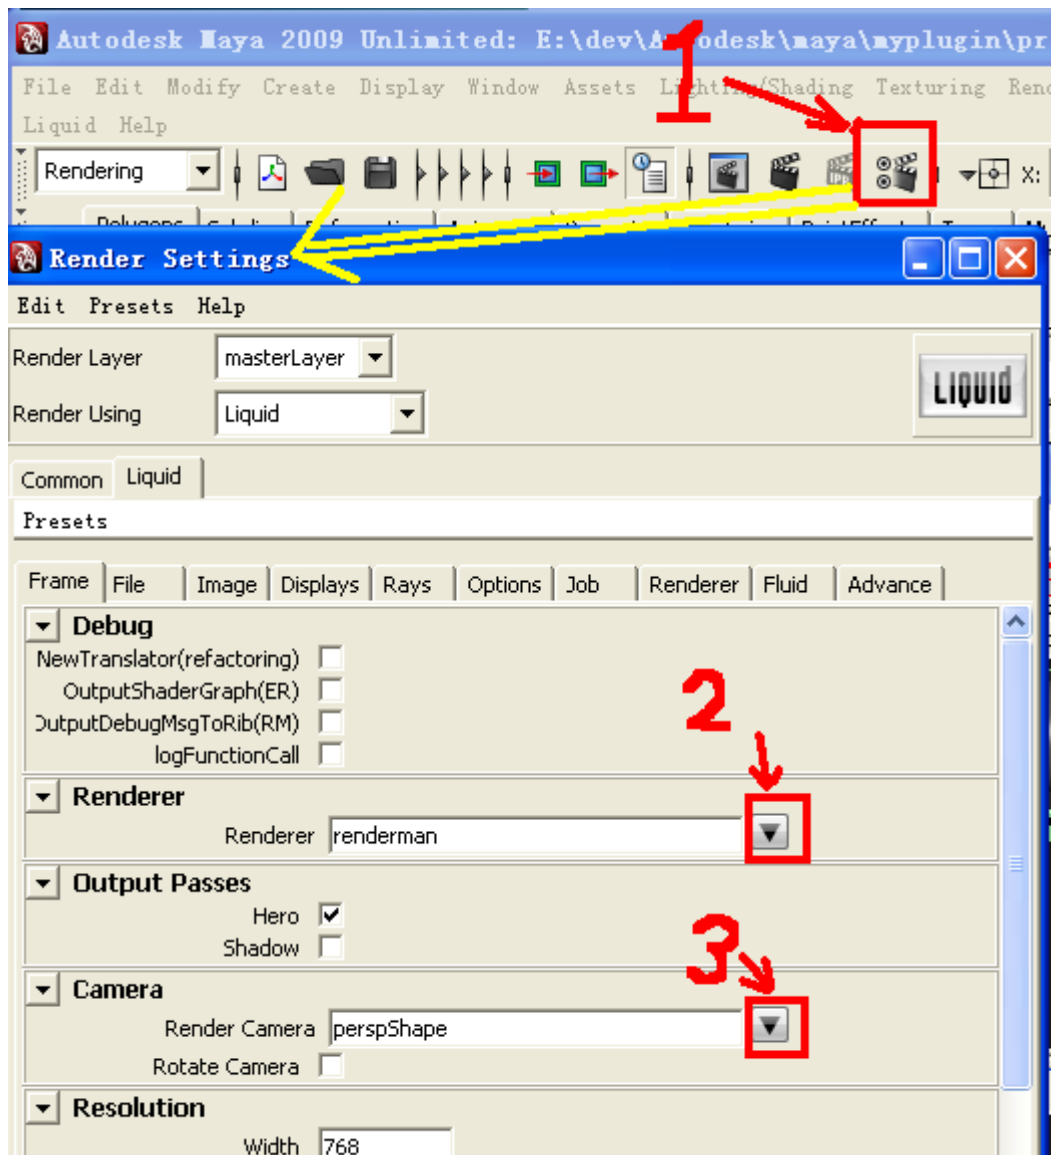 Autodesk Maya 2009 Unlimited: E:\dev\Autodesk\maya\myplugin\pr
File Edit Modify Create Display Window Assets Lighting/Shading Texturing Rend
Liquid Help
1
Rendering X:
Polygons
Render Settings
Edit Presets Help
Render Layer masterLayer
Render Using Liquid
LIQUID
Common Liquid
Presets
Frame File Image Displays Rays Options Job Renderer Fluid Advance
Debug
NewTranslator(refactoring)
OutputShaderGraph(ER)
OutputDebugMsgToRib(RM)
logFunctionCall
2
Renderer
Renderer renderman
Output Passes
Hero
Shadow
3
Camera
Render Camera perspShape
Rotate Camera
Resolution
Width 768